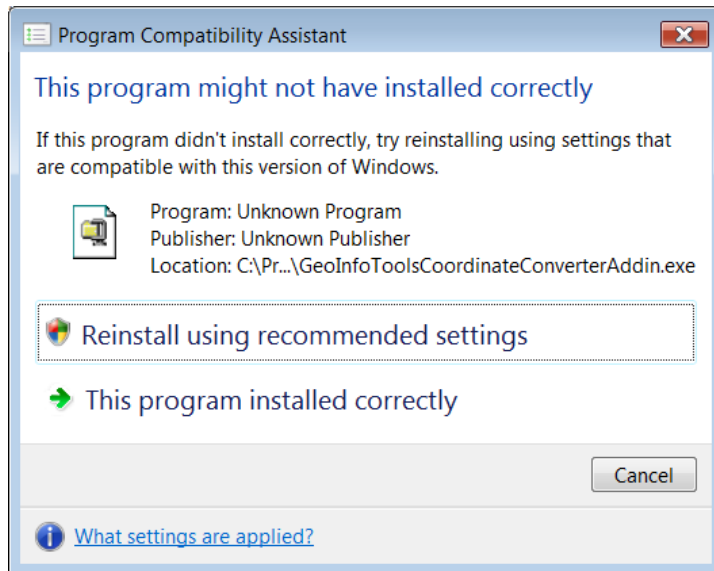 Program Compatibility Assistant
This program might not have installed correctly
If this program didn't install correctly, try reinstalling using settings that
are compatible with this version of Windows.
Program: Unknown Program
Publisher: Unknown Publisher
Location: C:\Pr...\GeoInfoToolsCoordinateConverterAddin.exe
Reinstall using recommended settings
This program installed correctly
Cancel
What settings are applied?